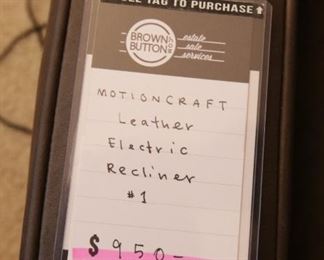 TAG TO PURCHASE
BROWN
BUTTON
estate
sale
services
MOTIONCRAFT
Leather
Electric
Recliner
#1
$950-